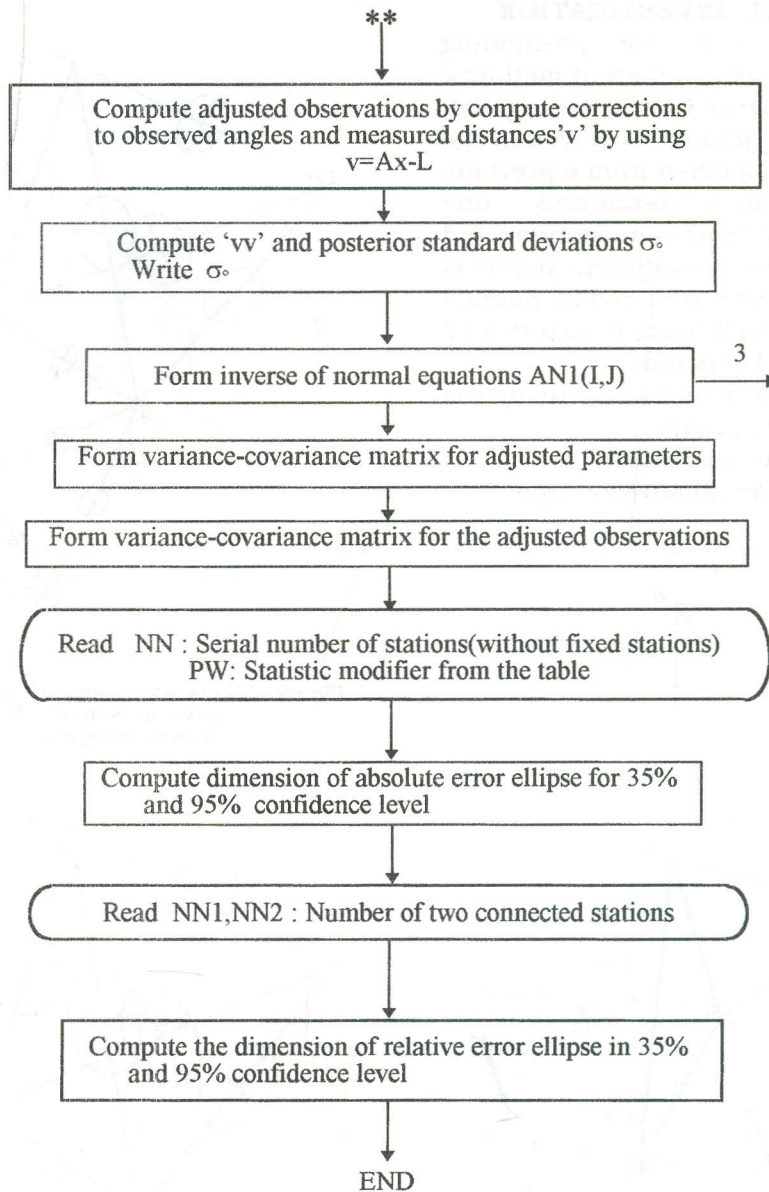 **
Compute adjusted observations by compute corrections
to observed angles and measured distances'v' by using
v=Ax-L
Compute 'vv' and posterior standard deviations σ₀
Write σ₀
Form inverse of normal equations AN1(I,J)
3
Form variance-covariance matrix for adjusted parameters
Form variance-covariance matrix for the adjusted observations
Read NN : Serial number of stations(without fixed stations)
PW: Statistic modifier from the table
Compute dimension of absolute error ellipse for 35%
and 95% confidence level
Read NN1,NN2 : Number of two connected stations
Compute the dimension of relative error ellipse in 35%
and 95% confidence level
END